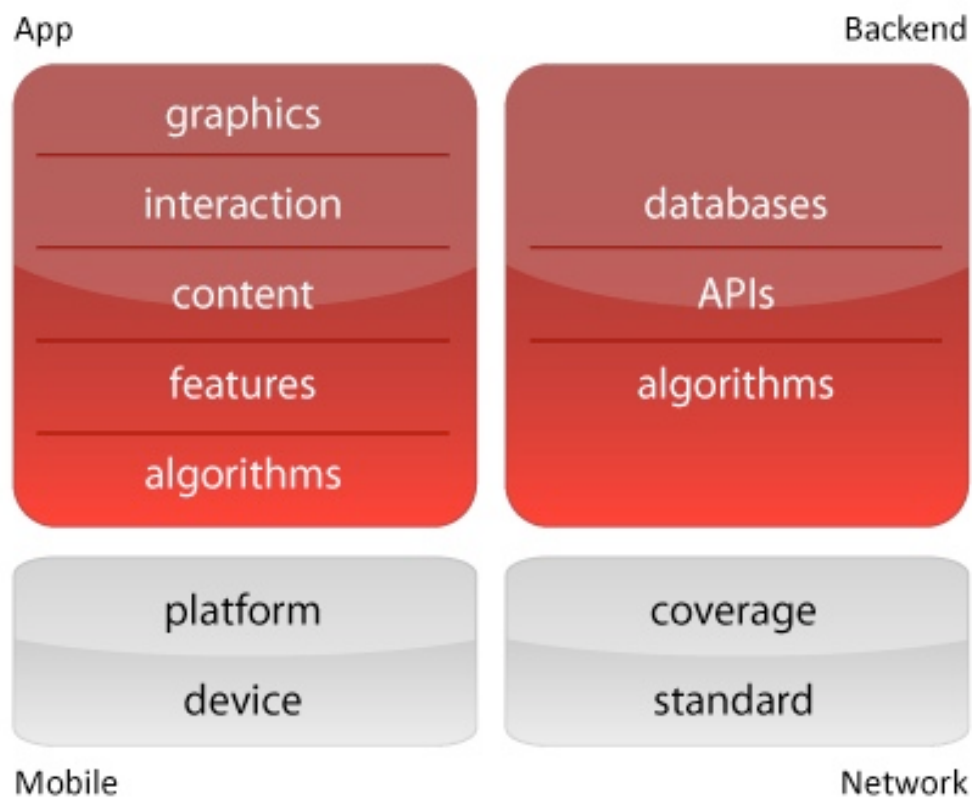 App
Backend
graphics
interaction
content
features
algorithms
databases
APIs
algorithms
platform
device
coverage
standard
Mobile
Network